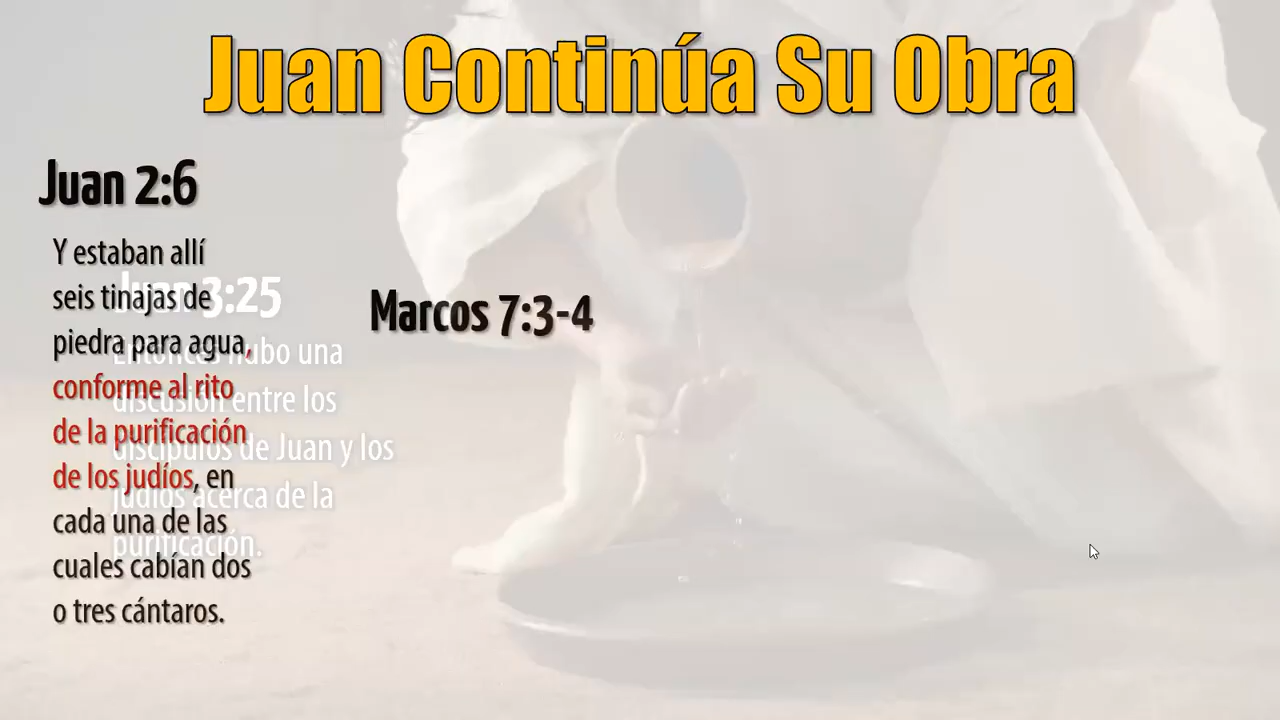 Juan Continúa Su Obra
Juan 2:6
Y estaban allí
seis tinajas de
piedra para agua,
conforme al rito
de la purificación
de los judíos, en
cada una de las
cuales cabían dos
o tres cántaros.
Juan 3:25
Entonces hubo una
discusión entre los
discípulos de Juan y los
judíos acerca de la
purificación.
Marcos 7:3-4